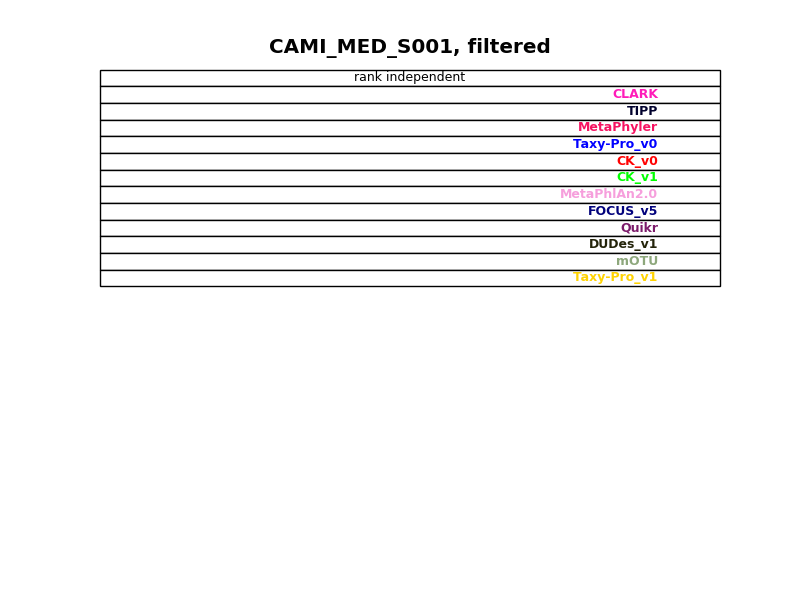 CAMI_MED_S001, filtered
rank independent
CLARK
TIPP
MetaPhyler
Taxy-Pro_v0
CK_v0
CK_v1
MetaPhlAn2.0
FOCUS_v5
Quikr
DUDes_v1
mOTU
Taxy-Pro_v1